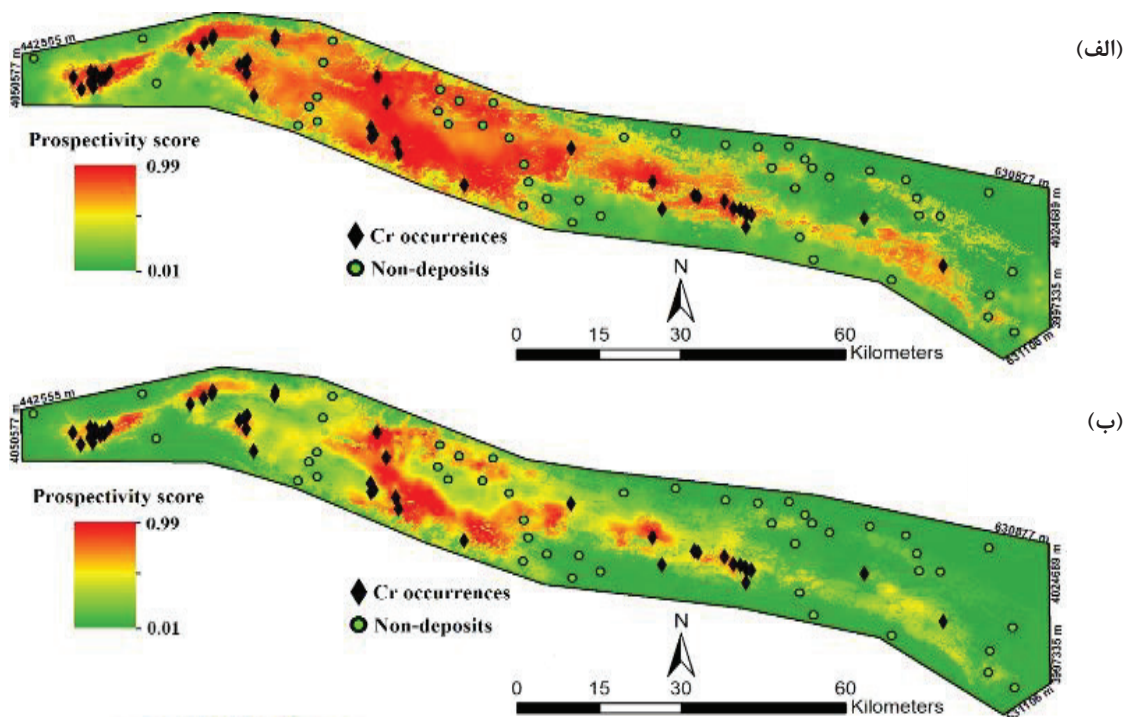 (الف)
442555 m
4050577 m
Prospectivity score
0.99
0.01
Cr occurrences
Non-deposits
N
0 15 30 60
Kilometers
630877 m
4024689 m
3997335 m
631106 m
(ب)
442555 m
4050577 m
Prospectivity score
0.99
0.01
Cr occurrences
Non-deposits
N
0 15 30 60
Kilometers
630877 m
4024689 m
3997335 m
631106 m